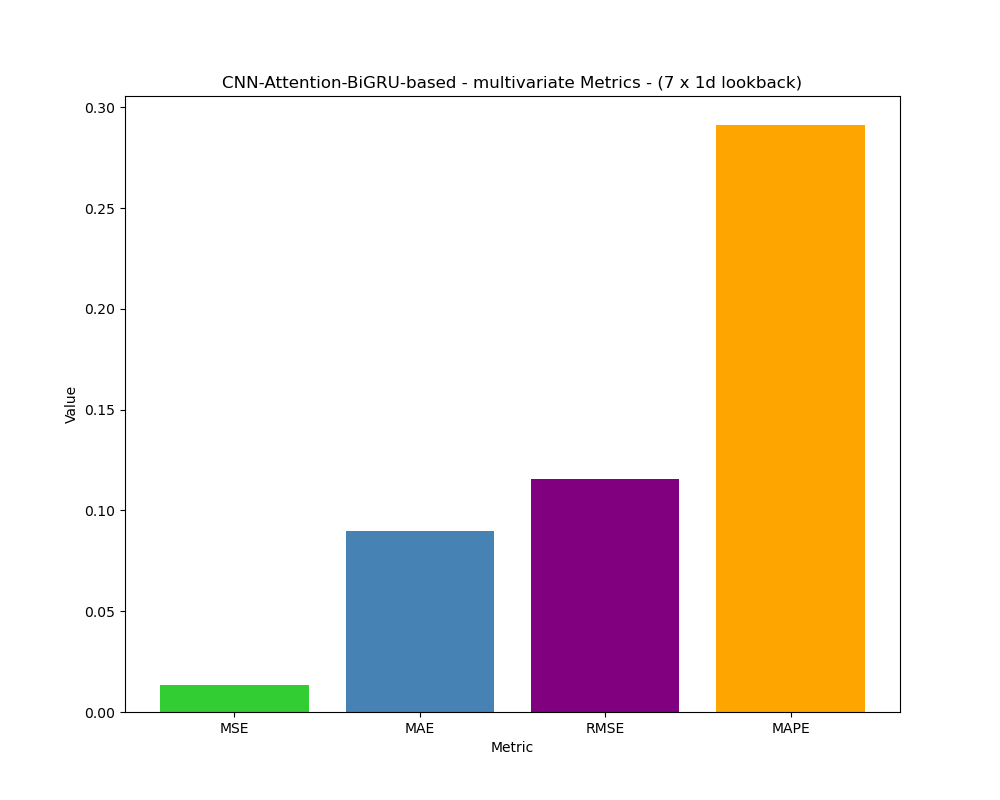 CNN-Attention-BiGRU-based - multivariate Metrics - (7 x 1d lookback)
0.30
0.25
0.20
0.15
0.10
0.05
0.00
Value
MSE MAE RMSE MAPE
Metric